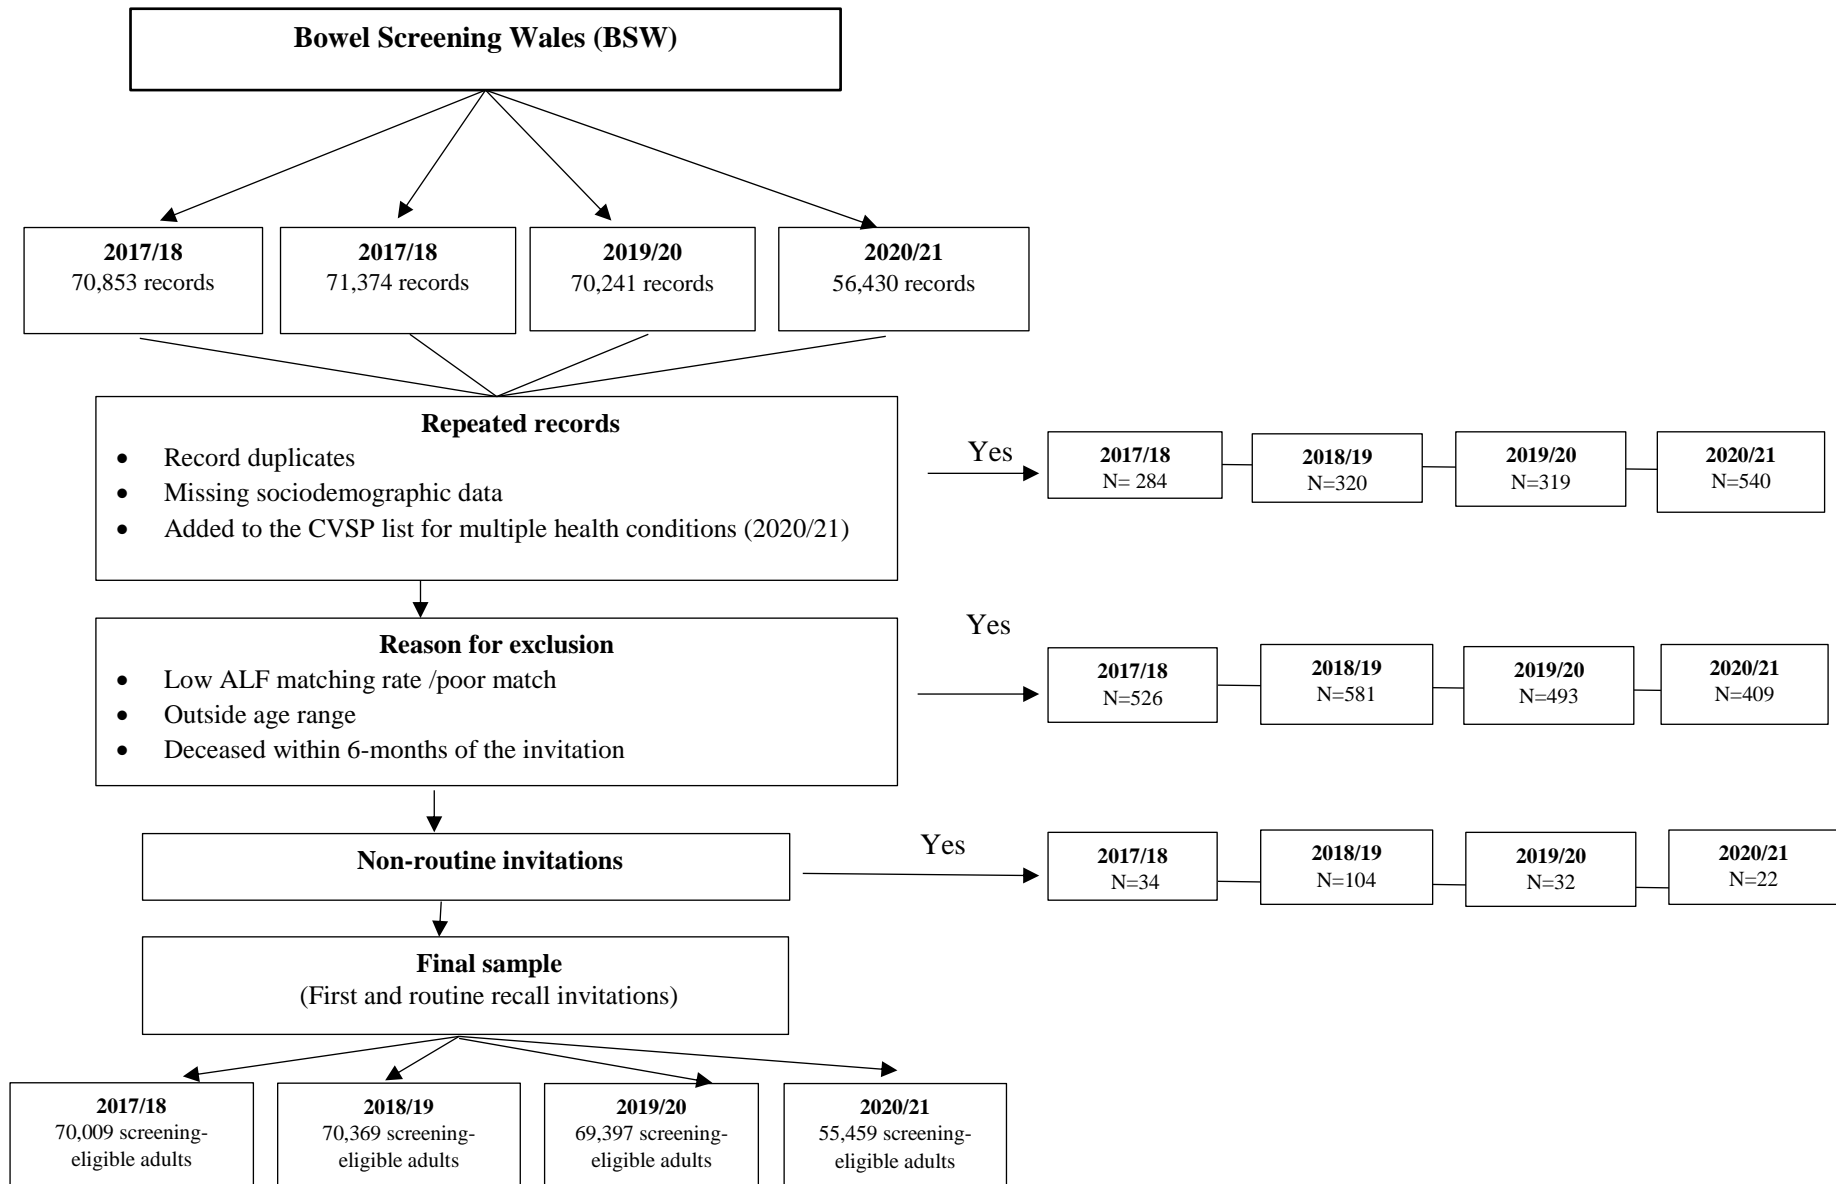 Bowel Screening Wales (BSW)
2017/18
70,853 records
2017/18
71,374 records
2019/20
70,241 records
2020/21
56,430 records
Repeated records
• Record duplicates
• Missing sociodemographic data
• Added to the CVSP list for multiple health conditions (2020/21)
Yes
2017/18
N= 284
2018/19
N=320
2019/20
N=319
2020/21
N=540
Reason for exclusion
• Low ALF matching rate /poor match
• Outside age range
• Deceased within 6-months of the invitation
Yes
2017/18
N=526
2018/19
N=581
2019/20
N=493
2020/21
N=409
Non-routine invitations
Yes
2017/18
N=34
2018/19
N=104
2019/20
N=32
2020/21
N=22
Final sample
(First and routine recall invitations)
2017/18
70,009 screening-
eligible adults
2018/19
70,369 screening-
eligible adults
2019/20
69,397 screening-
eligible adults
2020/21
55,459 screening-
eligible adults